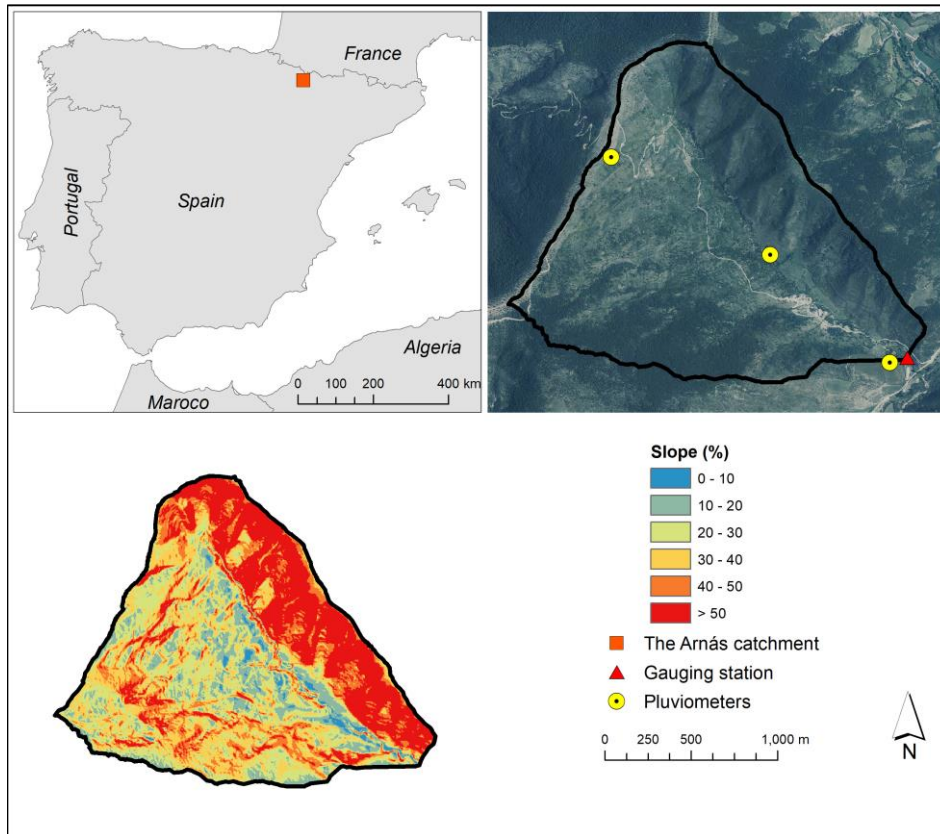 France
Portugal
Spain
Algeria
Maroco
0 100 200 400 km
Slope (%)
0 - 10
10 - 20
20 - 30
30 - 40
40 - 50
> 50
The Arnás catchment
Gauging station
Pluviometers
0 250 500 1,000 m
N